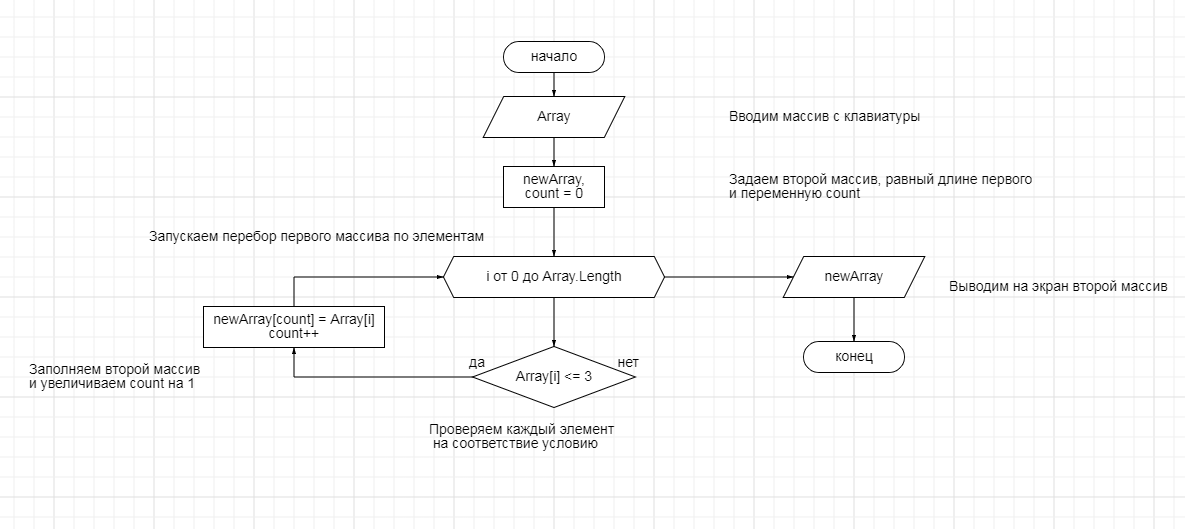 начало
Array
Вводим массив с клавиатуры
newArray,
count = 0
Задаем второй массив, равный длине первого
и переменную count
Запускаем перебор первого массива по элементам
i от 0 до Array.Length
newArray
Выводим на экран второй массив
newArray[count] = Array[i]
count++
конец
Заполняем второй массив
и увеличиваем count на 1
да
нет
Array[i] <= 3
Проверяем каждый элемент
на соответствие условию